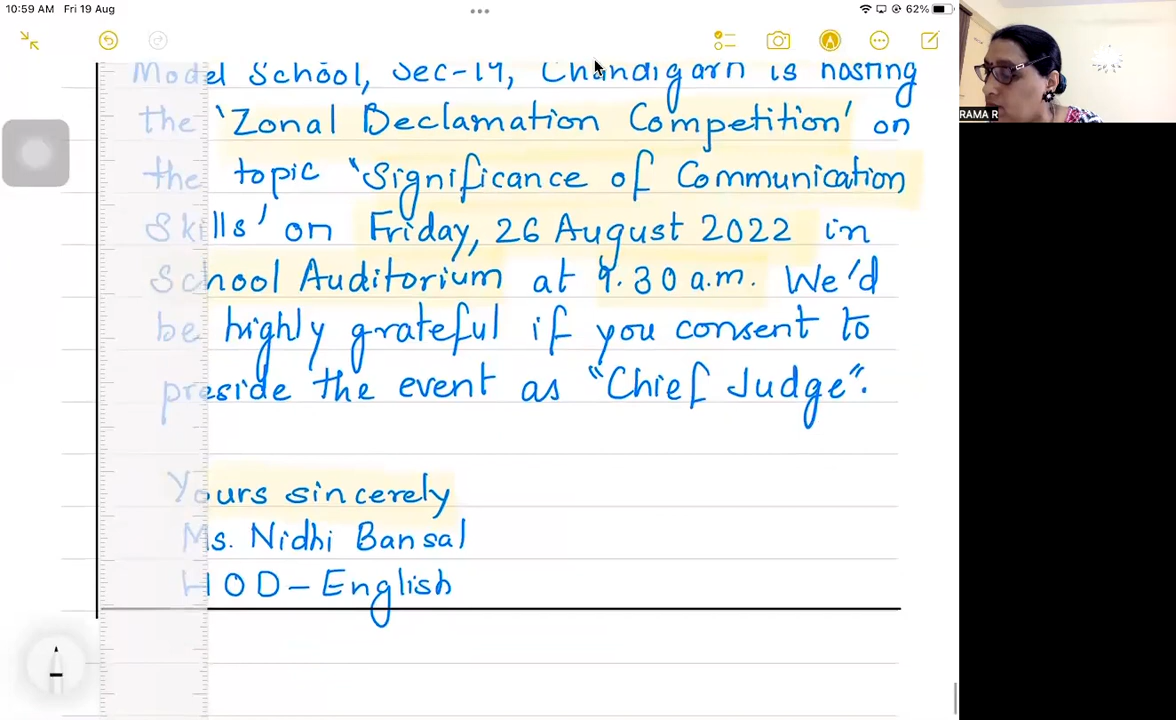 10:59 AM Fri 19 Aug
62%
Model School, Sec-19, Chandigarh is hosting
the 'Zonal Declamation Competition' on
the topic 'Significance of Communication
Skills' on Friday, 26 August 2022 in
School Auditorium at 9.30 a.m. We'd
be highly grateful if you consent to
preside the event as "Chief Judge".
Yours sincerely
Ms. Nidhi Bansal
HOD - English
RAMA R